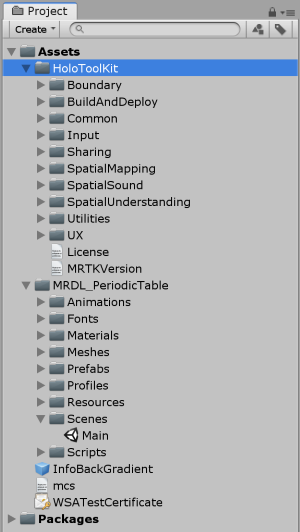 Project
Create
Assets
HoloToolKit
Boundary
BuildAndDeploy
Common
Input
Sharing
SpatialMapping
SpatialSound
SpatialUnderstanding
Utilities
UX
License
MRTKVersion
MRDL_PeriodicTable
Animations
Fonts
Materials
Meshes
Prefabs
Profiles
Resources
Scenes
Main
Scripts
InfoBackGradient
mcs
WSATestCertificate
Packages